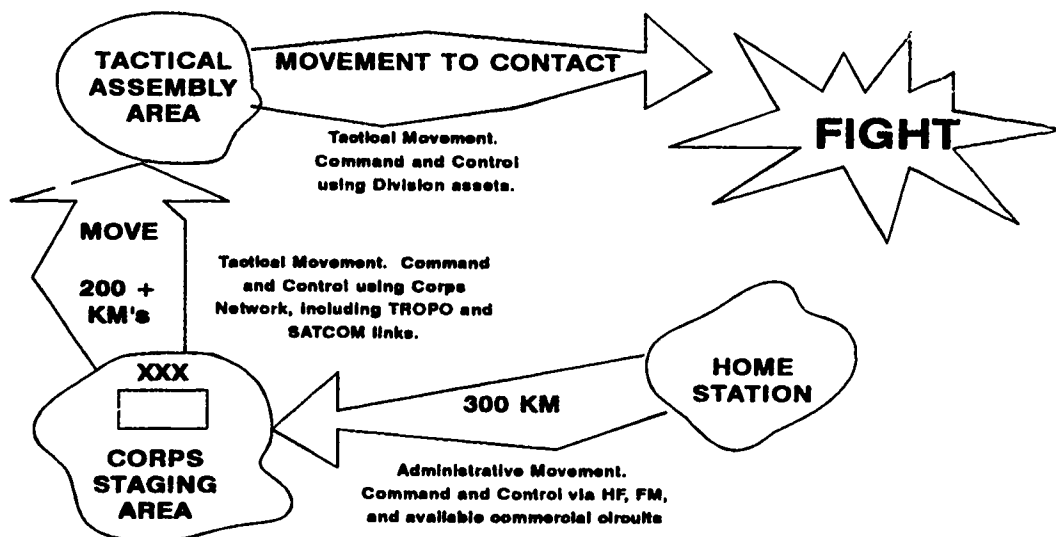 TACTICAL
ASSEMBLY
AREA
MOVEMENT TO CONTACT
Tactical Movement.
Command and Control
using Division assets.
FIGHT
MOVE
200 +
KM's
Tactical Movement. Command
and Control using Corps
Network, including TROPO and
SATCOM links.
XXX
CORPS
STAGING
AREA
300 KM
HOME
STATION
Administrative Movement.
Command and Control via HF, FM,
and available commercial circuits